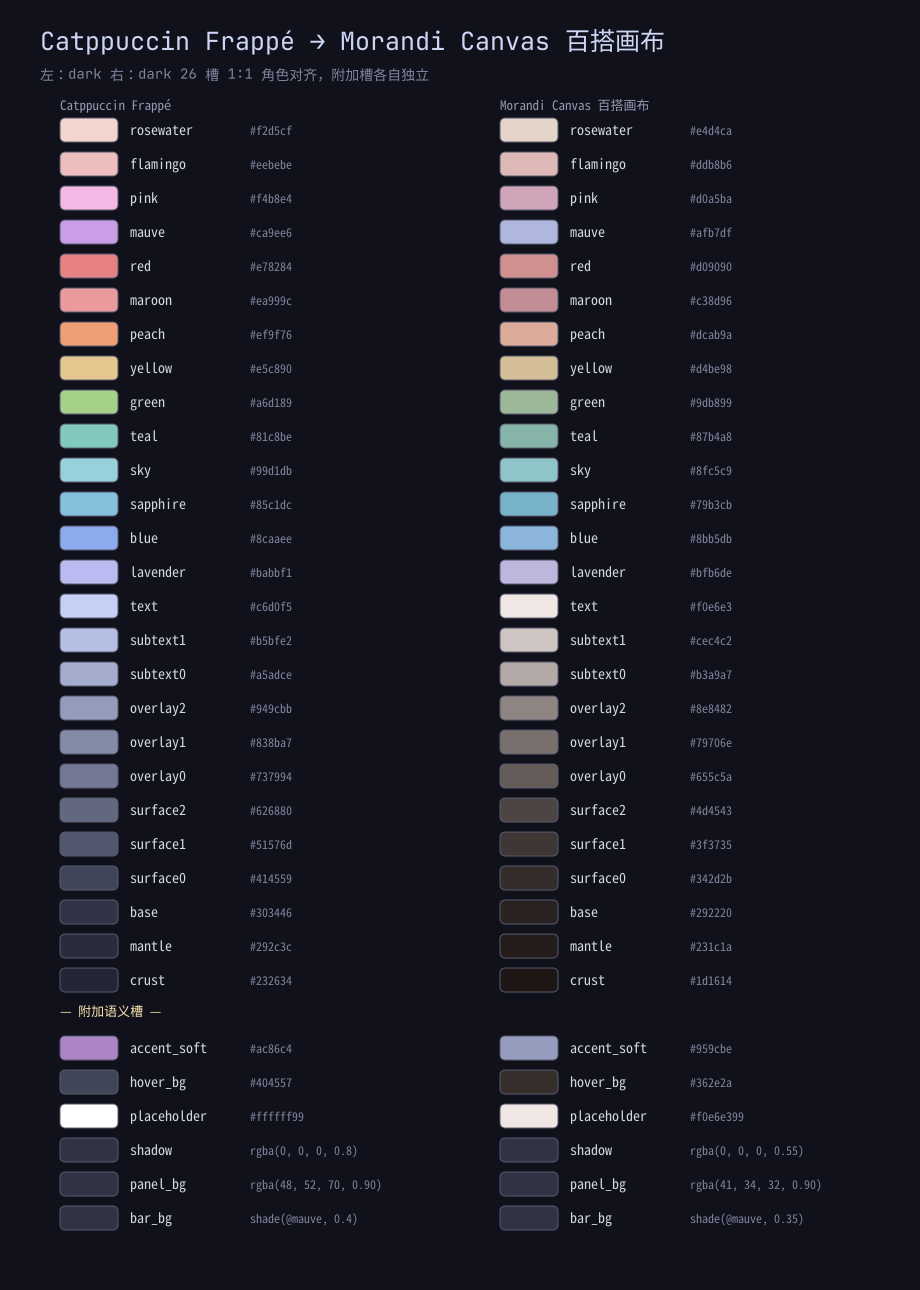 Catppuccin Frappé → Morandi Canvas 百搭画布
左：dark 右：dark 26 槽 1:1 角色对齐，附加槽各自独立
Catppuccin Frappé Morandi Canvas 百搭画布
rosewater #f2d5cf rosewater #e4d4ca
flamingo #eebebe flamingo #ddb8b6
pink #f4b8e4 pink #d0a5ba
mauve #ca9ee6 mauve #afb7df
red #e78284 red #d09090
maroon #ea999c maroon #c38d96
peach #ef9f76 peach #dcab9a
yellow #e5c890 yellow #d4be98
green #a6d189 green #9db899
teal #81c8be teal #87b4a8
sky #99d1db sky #8fc5c9
sapphire #85c1dc sapphire #79b3cb
blue #8caaee blue #8bb5db
lavender #babbf1 lavender #bfb6de
text #c6d0f5 text #f0e6e3
subtext1 #b5bfe2 subtext1 #cec4c2
subtext0 #a5adce subtext0 #b3a9a7
overlay2 #949cbb overlay2 #8e8482
overlay1 #838ba7 overlay1 #79706e
overlay0 #737994 overlay0 #655c5a
surface2 #626880 surface2 #4d4543
surface1 #51576d surface1 #3f3735
surface0 #414559 surface0 #342d2b
base #303446 base #292220
mantle #292c3c mantle #231c1a
crust #232634 crust #1d1614
— 附加语义槽 —
accent_soft #ac86c4 accent_soft #959cbe
hover_bg #404557 hover_bg #362e2a
placeholder #ffffff99 placeholder #f0e6e399
shadow rgba(0, 0, 0, 0.8) shadow rgba(0, 0, 0, 0.55)
panel_bg rgba(48, 52, 70, 0.90) panel_bg rgba(41, 34, 32, 0.90)
bar_bg shade(@mauve, 0.4) bar_bg shade(@mauve, 0.35)